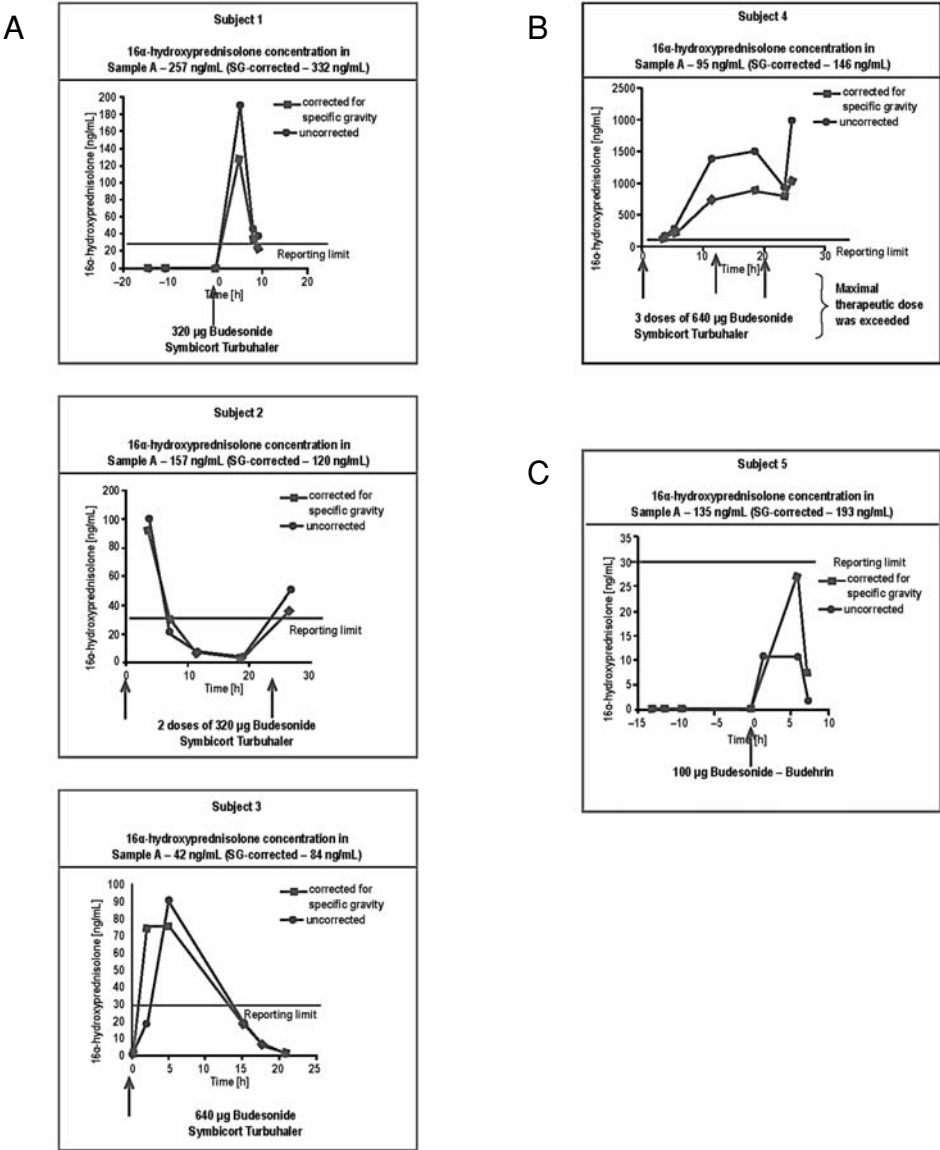 A
Subject 1
16α-hydroxyprednisolone concentration in
Sample A – 257 ng/mL (SG-corrected – 332 ng/mL)
16α-hydroxyprednisolone [ng/mL]
200
180
160
140
120
100
80
60
40
20
0
corrected for
specific gravity
uncorrected
Reporting limit
–20
–10
0
10
20
Time [h]
320 µg Budesonide
Symbicort Turbuhaler
Subject 2
16α-hydroxyprednisolone concentration in
Sample A – 157 ng/mL (SG-corrected – 120 ng/mL)
16α-hydroxyprednisolone [ng/mL]
200
100
80
60
40
20
0
corrected for
specific gravity
uncorrected
Reporting limit
0
10
20
30
Time [h]
2 doses of 320 µg Budesonide
Symbicort Turbuhaler
Subject 3
16α-hydroxyprednisolone concentration in
Sample A – 42 ng/mL (SG-corrected – 84 ng/mL)
16α-hydroxyprednisolone [ng/mL]
100
90
80
70
60
50
40
30
20
10
0
corrected for
specific gravity
uncorrected
Reporting limit
0
5
10
15
20
25
Time [h]
640 µg Budesonide
Symbicort Turbuhaler
B
Subject 4
16α-hydroxyprednisolone concentration in
Sample A – 95 ng/mL (SG-corrected – 146 ng/mL)
16α-hydroxyprednisolone [ng/mL]
2500
1000
1500
1000
500
0
corrected for
specific gravity
uncorrected
Reporting limit
0
10
20
30
Time [h]
3 doses of 640 µg Budesonide
Symbicort Turbuhaler
Maximal
therapeutic dose
was exceeded
C
Subject 5
16α-hydroxyprednisolone concentration in
Sample A – 135 ng/mL (SG-corrected – 193 ng/mL)
16α-hydroxyprednisolone [ng/mL]
35
30
25
20
15
10
5
0
Reporting limit
corrected for
specific gravity
uncorrected
–15
–10
–5
0
5
10
Time [h]
100 µg Budesonide – Budehrin